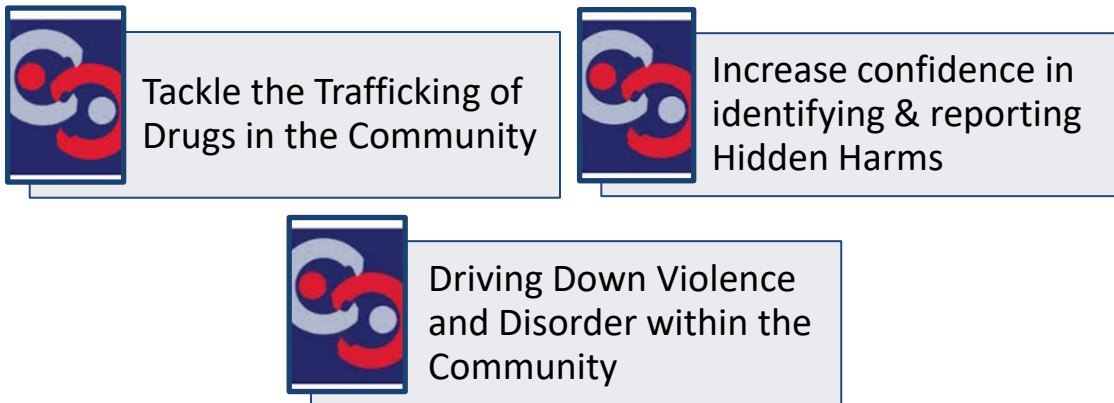 Tackle the Trafficking of
Drugs in the Community
Increase confidence in
identifying & reporting
Hidden Harms
Driving Down Violence
and Disorder within the
Community